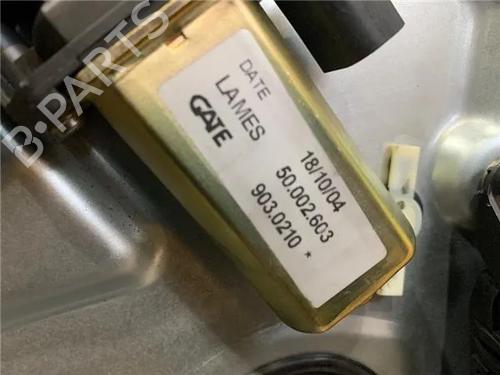 DATE 18/10/04
LAMES 50.002.603
GATE 903.0210 *
B-PARTS